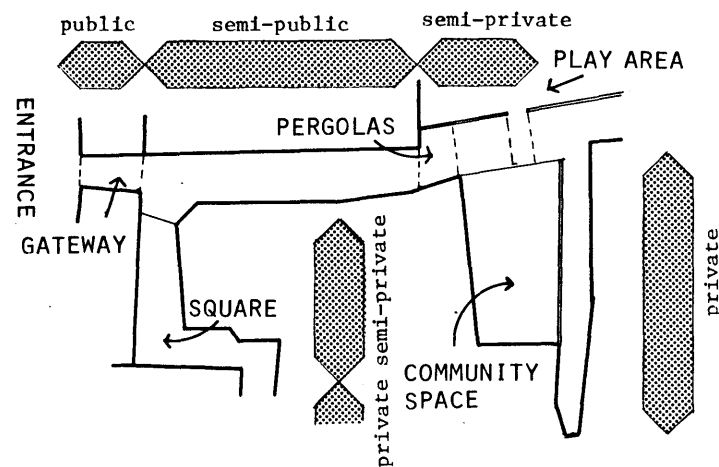 public
semi-public
semi-private
PLAY AREA
ENTRANCE
PERGOLAS
GATEWAY
SQUARE
private semi-private
COMMUNITY
SPACE
private